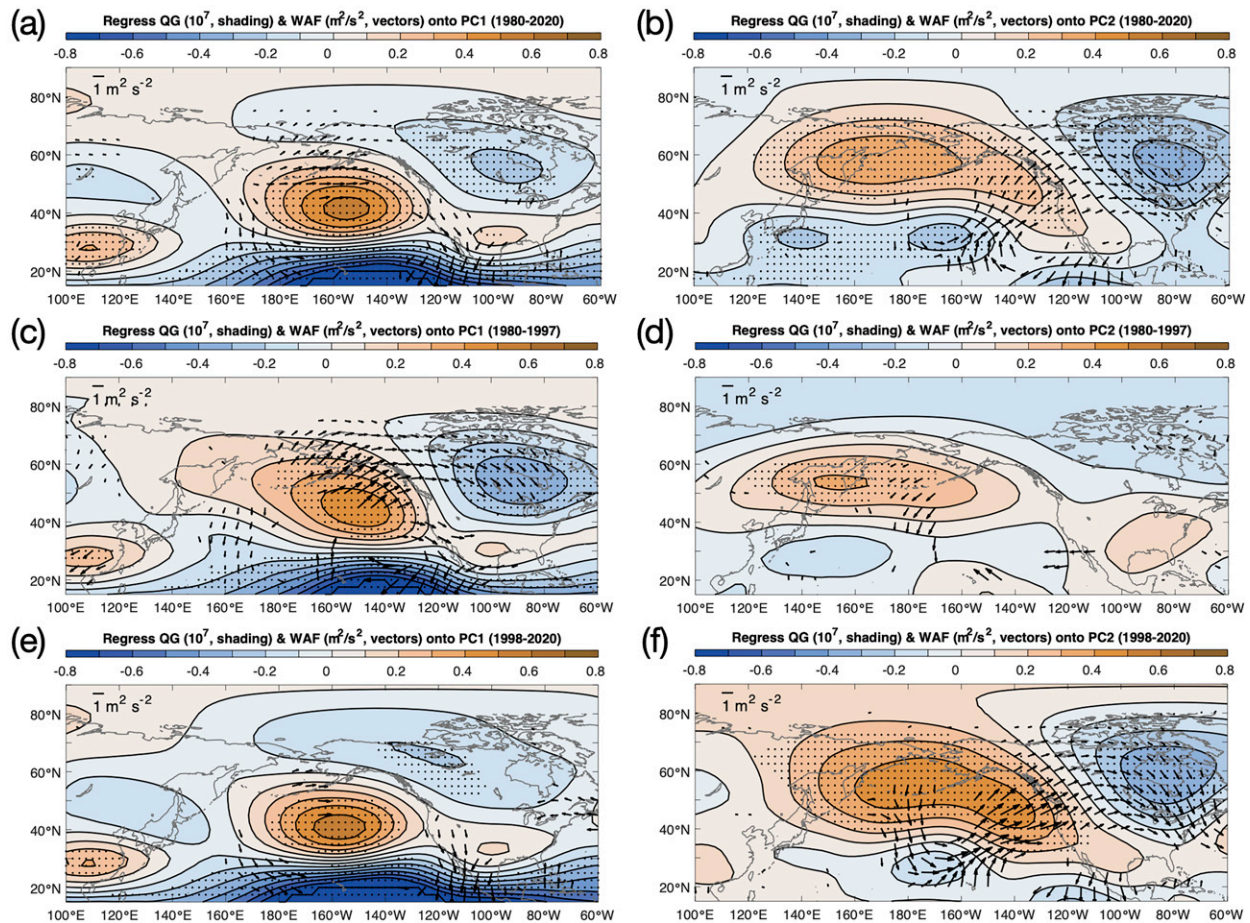 (a)
Regress QG (10⁷, shading) & WAF (m²/s², vectors) onto PC1 (1980-2020)
-0.8 -0.6 -0.4 -0.2 0 0.2 0.4 0.6 0.8
1 m² s⁻²
80°N
60°N
40°N
20°N
100°E 120°E 140°E 160°E 180°E 160°W 140°W 120°W 100°W 80°W 60°W
(b)
Regress QG (10⁷, shading) & WAF (m²/s², vectors) onto PC2 (1980-2020)
-0.8 -0.6 -0.4 -0.2 0 0.2 0.4 0.6 0.8
1 m² s⁻²
80°N
60°N
40°N
20°N
100°E 120°E 140°E 160°E 180°E 160°W 140°W 120°W 100°W 80°W 60°W
(c)
Regress QG (10⁷, shading) & WAF (m²/s², vectors) onto PC1 (1980-1997)
-0.8 -0.6 -0.4 -0.2 0 0.2 0.4 0.6 0.8
1 m² s⁻²
80°N
60°N
40°N
20°N
100°E 120°E 140°E 160°E 180°E 160°W 140°W 120°W 100°W 80°W 60°W
(d)
Regress QG (10⁷, shading) & WAF (m²/s², vectors) onto PC2 (1980-1997)
-0.8 -0.6 -0.4 -0.2 0 0.2 0.4 0.6 0.8
1 m² s⁻²
80°N
60°N
40°N
20°N
100°E 120°E 140°E 160°E 180°E 160°W 140°W 120°W 100°W 80°W 60°W
(e)
Regress QG (10⁷, shading) & WAF (m²/s², vectors) onto PC1 (1998-2020)
-0.8 -0.6 -0.4 -0.2 0 0.2 0.4 0.6 0.8
1 m² s⁻²
80°N
60°N
40°N
20°N
100°E 120°E 140°E 160°E 180°E 160°W 140°W 120°W 100°W 80°W 60°W
(f)
Regress QG (10⁷, shading) & WAF (m²/s², vectors) onto PC2 (1998-2020)
-0.8 -0.6 -0.4 -0.2 0 0.2 0.4 0.6 0.8
1 m² s⁻²
80°N
60°N
40°N
20°N
100°E 120°E 140°E 160°E 180°E 160°W 140°W 120°W 100°W 80°W 60°W